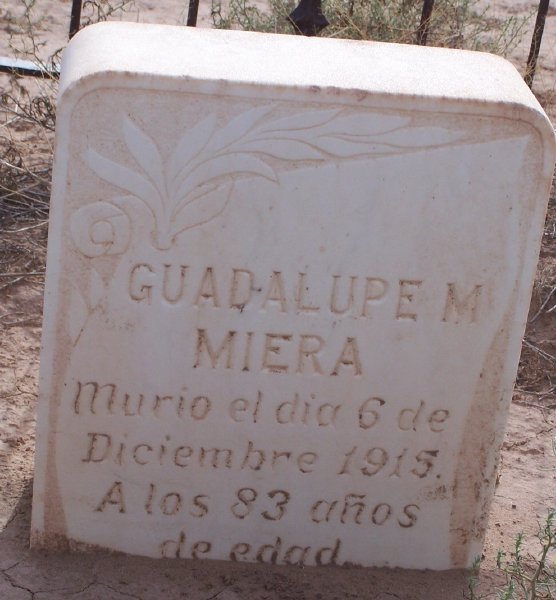 GUADALUPE M
MIERA
Murio el dia 6 de
Diciembre 1915.
A los 83 años
de edad